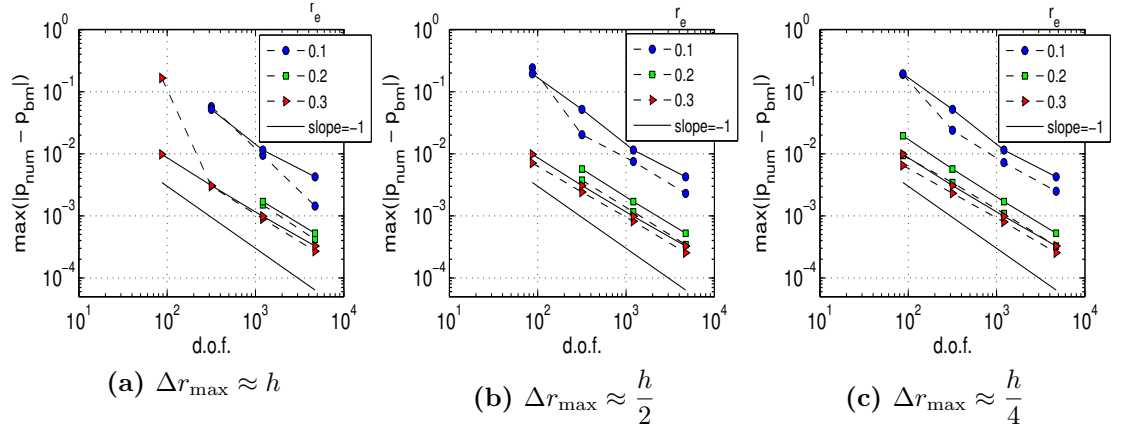 r_e
0.1
0.2
0.3
slope=−1
10^0
10^−1
10^−2
10^−3
10^−4
max(|p_num − p_bm|)
10^1 10^2 10^3 10^4
d.o.f.
(a) Δr_max ≈ h
r_e
0.1
0.2
0.3
slope=−1
10^0
10^−1
10^−2
10^−3
10^−4
max(|p_num − p_bm|)
10^1 10^2 10^3 10^4
d.o.f.
(b) Δr_max ≈ h/2
r_e
0.1
0.2
0.3
slope=−1
10^0
10^−1
10^−2
10^−3
10^−4
max(|p_num − p_bm|)
10^1 10^2 10^3 10^4
d.o.f.
(c) Δr_max ≈ h/4